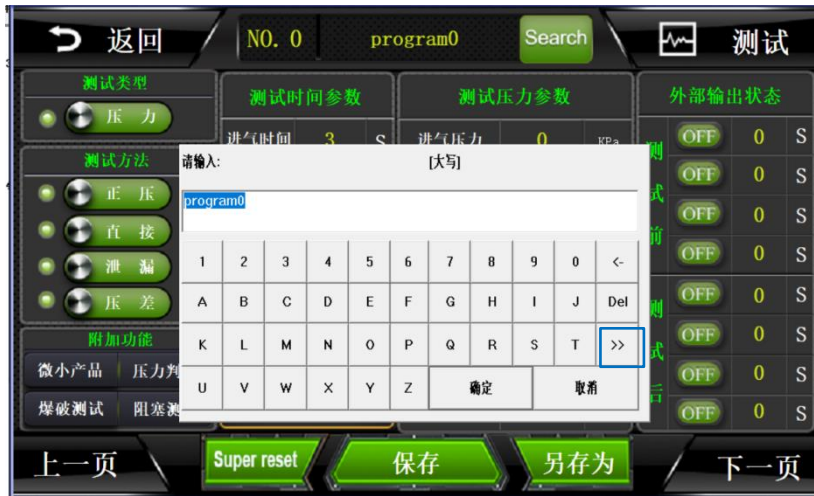 返回
NO. 0
program0
Search
测试
测试类型
压 力
测试方法
正 压
直 接
泄 漏
压 差
附加功能
微小产品
压力判
爆破测试
阻塞测
测试时间参数
进气时间 3 S
测试压力参数
进气压力 0 KPa
外部输出状态
测试前
OFF 0 S
OFF 0 S
OFF 0 S
OFF 0 S
测试后
OFF 0 S
OFF 0 S
OFF 0 S
OFF 0 S
请输入: [大写]
program0
1 2 3 4 5 6 7 8 9 0 <-
A B C D E F G H I J Del
K L M N O P Q R S T >>
U V W X Y Z 确定 取消
上一页
Super reset
保存
另存为
下一页